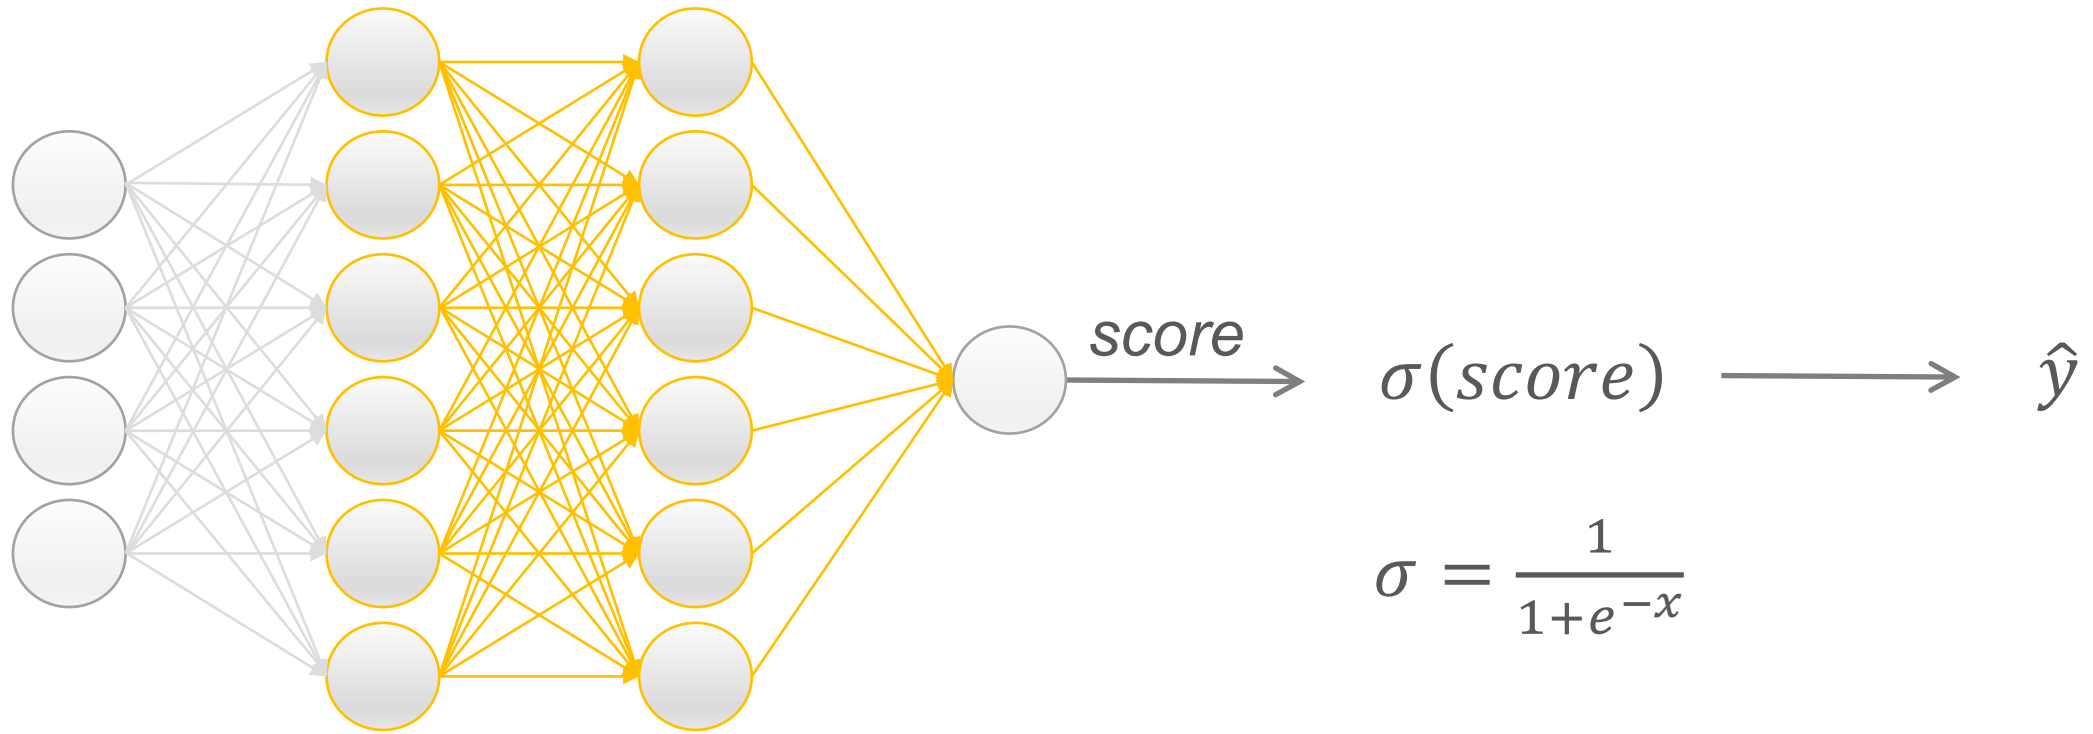 score
σ(score)
ŷ
σ = 1/(1+e^{-x})